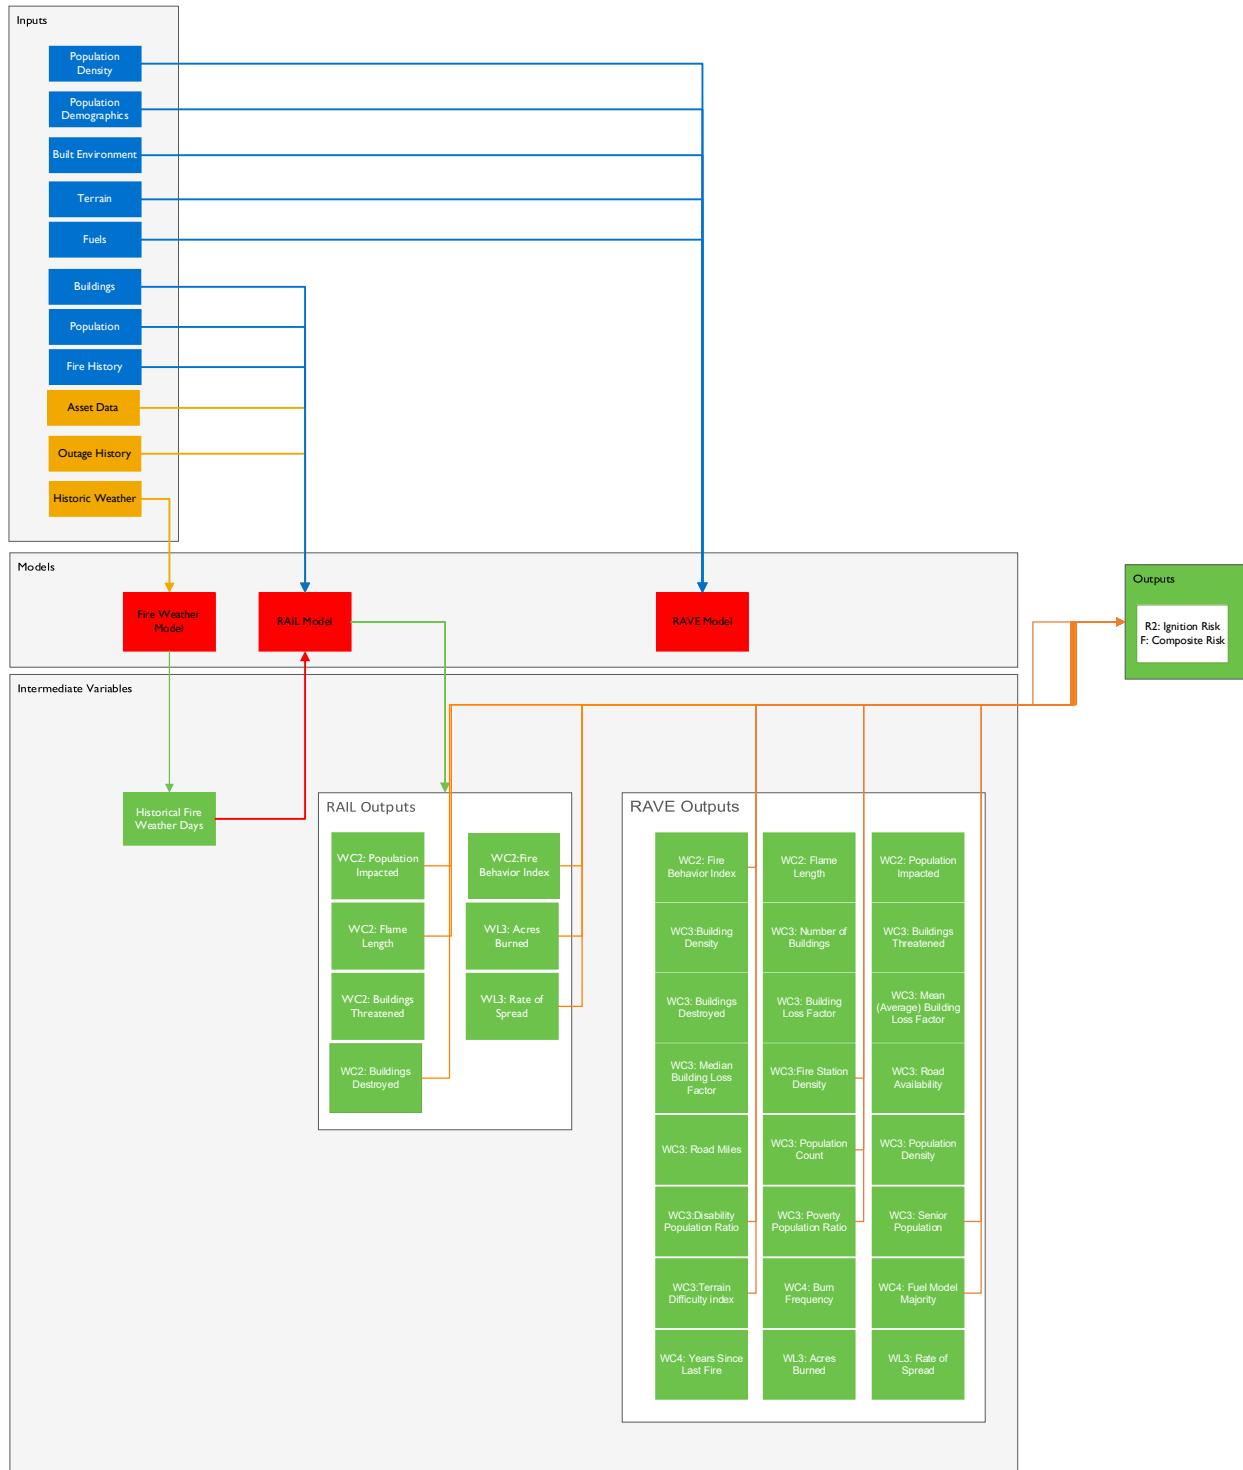 Inputs
Population
Density
Population
Demographics
Built Environment
Terrain
Fuels
Buildings
Population
Fire History
Asset Data
Outage History
Historic Weather
Models
Fire Weather
Model
RAIL Model
RAVE Model
Outputs
R2: Ignition Risk
F: Composite Risk
Intermediate Variables
Historical Fire
Weather Days
RAIL Outputs
WC2: Population
Impacted
WC2:Fire
Behavior Index
WC2: Flame
Length
WL3: Acres
Burned
WC2: Buildings
Threatened
WL3: Rate of
Spread
WC2: Buildings
Destroyed
RAVE Outputs
WC2: Fire
Behavior Index
WC2: Flame
Length
WC2: Population
Impacted
WC3:Building
Density
WC3: Number of
Buildings
WC3: Buildings
Threatened
WC3: Buildings
Destroyed
WC3: Building
Loss Factor
WC3: Mean
(Average) Building
Loss Factor
WC3: Median
Building Loss
Factor
WC3:Fire Station
Density
WC3: Road
Availability
WC3: Road Miles
WC3: Population
Count
WC3: Population
Density
WC3:Disability
Population Ratio
WC3: Poverty
Population Ratio
WC3: Senior
Population
WC3:Terrain
Difficulty index
WC4: Burn
Frequency
WC4: Fuel Model
Majority
WC4: Years Since
Last Fire
WL3: Acres
Burned
WL3: Rate of
Spread